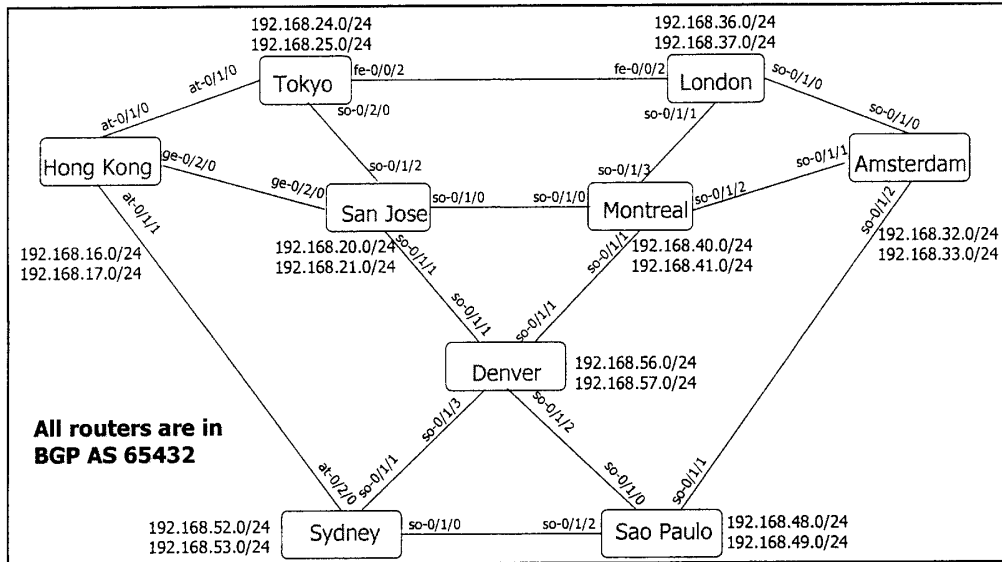 192.168.24.0/24
192.168.25.0/24
192.168.36.0/24
192.168.37.0/24
Tokyo
fe-0/0/2
fe-0/0/2
London
so-0/1/0
at-0/1/0
at-0/1/0
so-0/2/0
so-0/1/1
so-0/1/0
Hong Kong
ge-0/2/0
at-0/1/1
so-0/1/2
so-0/1/3
so-0/1/1
Amsterdam
so-0/1/2
ge-0/2/0
San Jose
so-0/1/0
so-0/1/0
Montreal
so-0/1/2
192.168.16.0/24
192.168.17.0/24
192.168.20.0/24
192.168.21.0/24
so-0/1/1
so-0/1/1
192.168.40.0/24
192.168.41.0/24
192.168.32.0/24
192.168.33.0/24
so-0/1/1
so-0/1/1
Denver
192.168.56.0/24
192.168.57.0/24
so-0/1/3
so-0/1/2
All routers are in
BGP AS 65432
at-0/2/0
so-0/1/1
so-0/1/0
so-0/1/1
192.168.52.0/24
192.168.53.0/24
Sydney
so-0/1/0
so-0/1/2
Sao Paulo
192.168.48.0/24
192.168.49.0/24